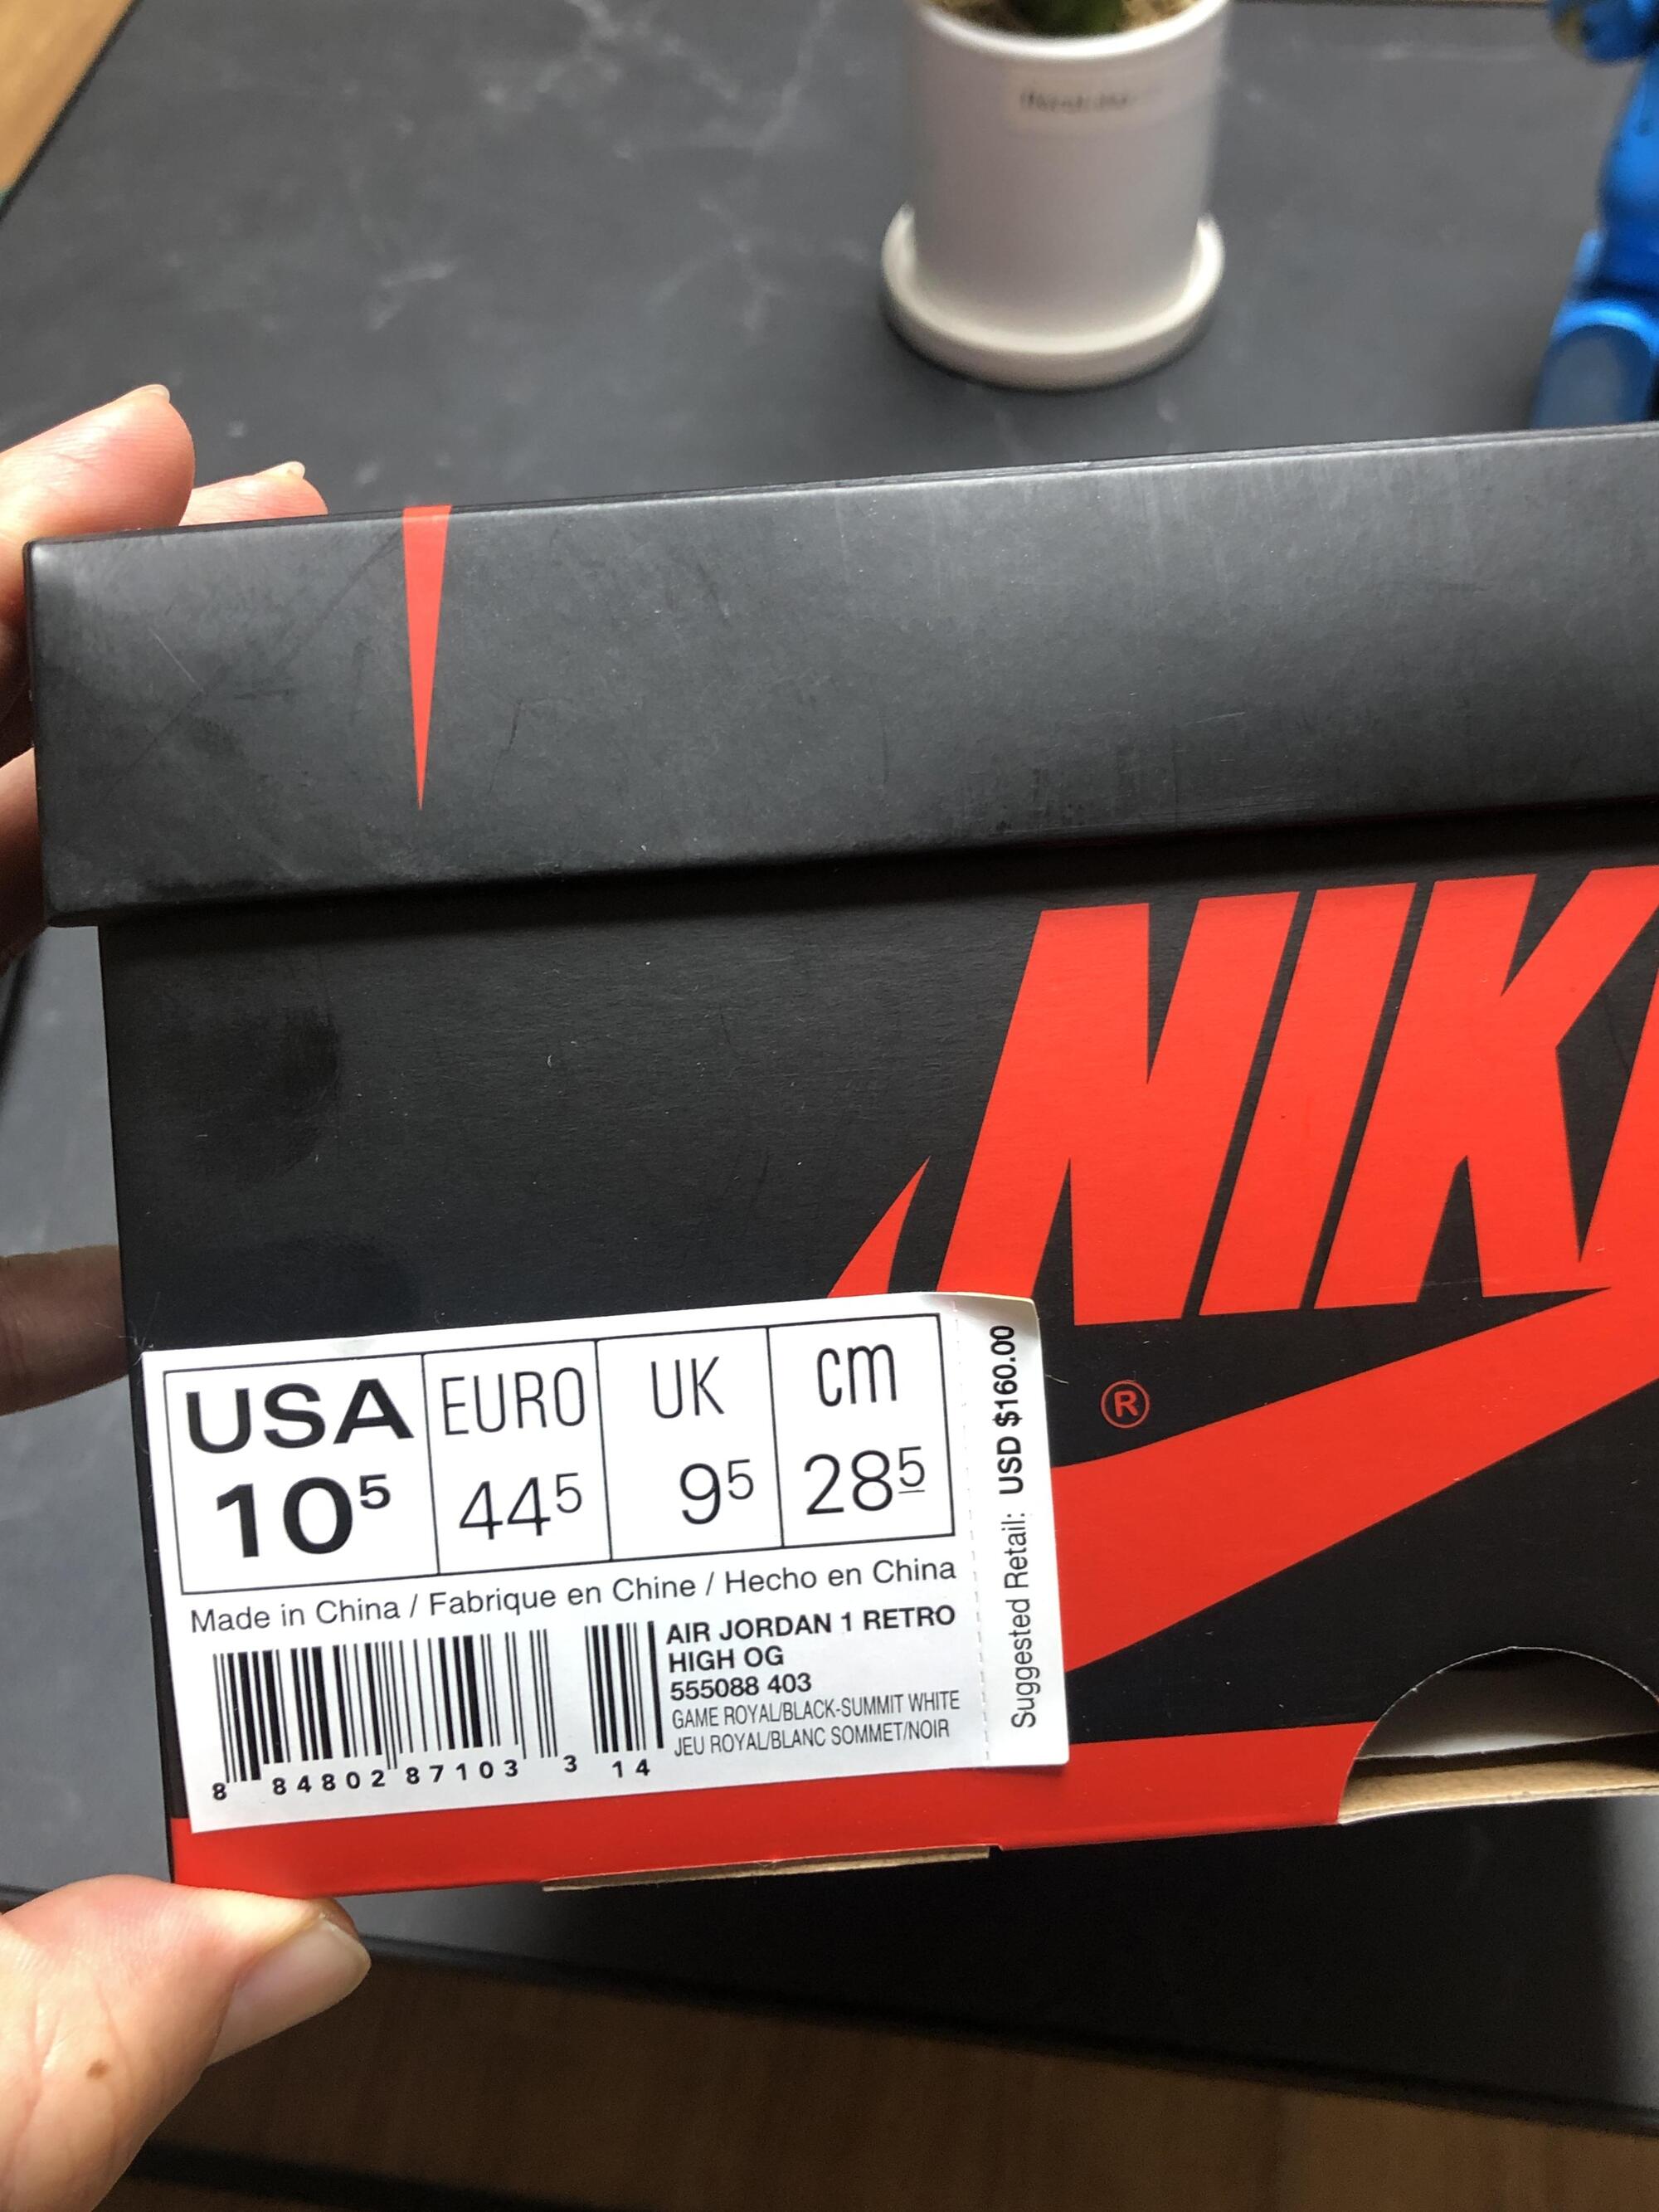 NIK
®
USA EURO UK cm
10⁵ 44⁵ 9⁵ 28⁵
Made in China / Fabrique en Chine / Hecho en China
AIR JORDAN 1 RETRO
HIGH OG
555088 403
GAME ROYAL/BLACK-SUMMIT WHITE
JEU ROYAL/BLANC SOMMET/NOIR
8 84802 87103 3 14
Suggested Retail: USD $160.00